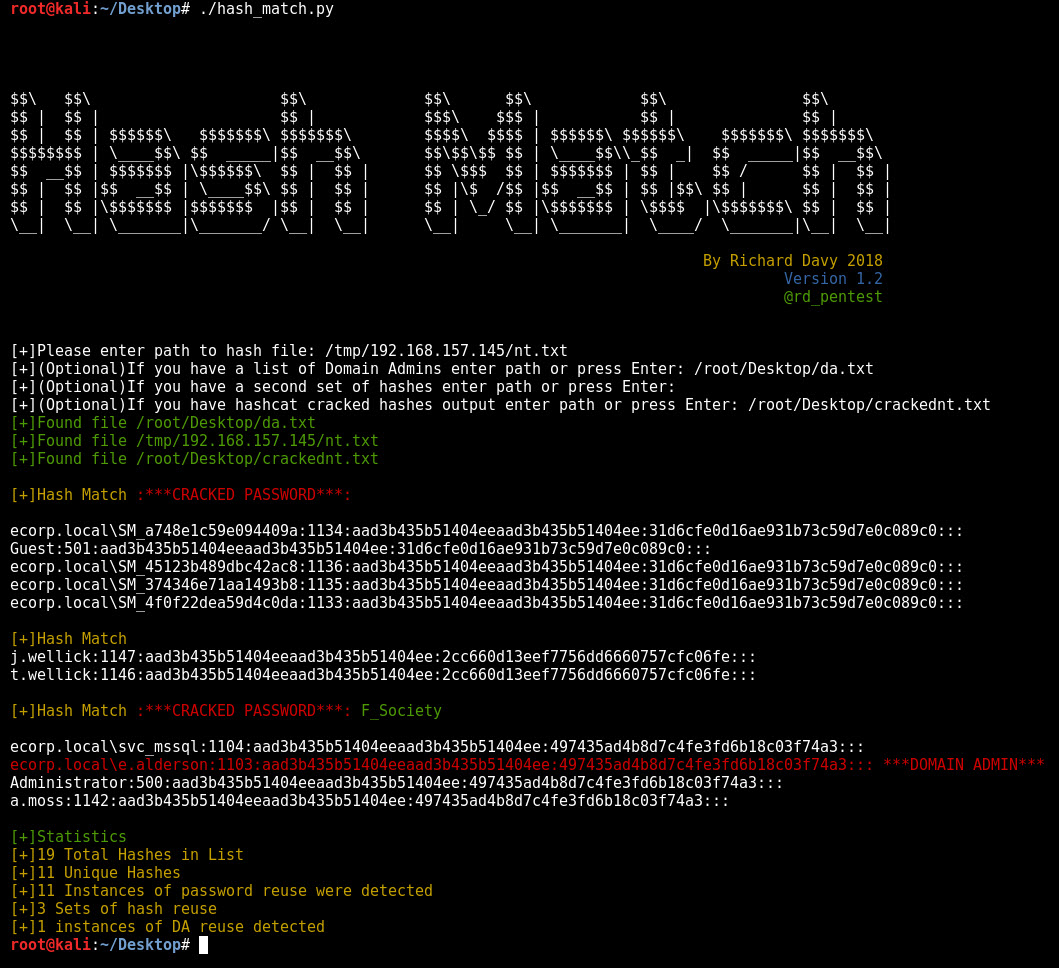 root@kali:~/Desktop# ./hash_match.py
$$\   $$\                     $$\             $$\      $$\            $$\               $$\
$$ |  $$ |                    $$ |            $$$\    $$$ |           $$ |              $$ |
$$ |  $$ | $$$$$$\   $$$$$$$\ $$$$$$$\        $$$$\  $$$$ | $$$$$$\ $$$$$$\    $$$$$$$\ $$$$$$$\
$$$$$$$$ | \____$$\ $$  _____|$$  __$$\       $$\$$\$$ $$ | \____$$\\_$$  _|  $$  _____|$$  __$$\
$$  __$$ | $$$$$$$ |\$$$$$$\  $$ |  $$ |      $$ \$$$  $$ | $$$$$$$ | $$ |    $$ /      $$ |  $$ |
$$ |  $$ |$$  __$$ | \____$$\ $$ |  $$ |      $$ |\$  /$$ |$$  __$$ | $$ |$$\ $$ |      $$ |  $$ |
$$ |  $$ |\$$$$$$$ |$$$$$$$  |$$ |  $$ |      $$ | \_/ $$ |\$$$$$$$ | \$$$$  |\$$$$$$$\ $$ |  $$ |
\__|  \__| \_______|\_______/ \__|  \__|      \__|     \__| \_______|  \____/  \_______|\__|  \__|
By Richard Davy 2018
Version 1.2
@rd_pentest
[+]Please enter path to hash file: /tmp/192.168.157.145/nt.txt
[+](Optional)If you have a list of Domain Admins enter path or press Enter: /root/Desktop/da.txt
[+](Optional)If you have a second set of hashes enter path or press Enter:
[+](Optional)If you have hashcat cracked hashes output enter path or press Enter: /root/Desktop/crackednt.txt
[+]Found file /root/Desktop/da.txt
[+]Found file /tmp/192.168.157.145/nt.txt
[+]Found file /root/Desktop/crackednt.txt
[+]Hash Match :***CRACKED PASSWORD***:
ecorp.local\SM_a748e1c59e094409a:1134:aad3b435b51404eeaad3b435b51404ee:31d6cfe0d16ae931b73c59d7e0c089c0:::
Guest:501:aad3b435b51404eeaad3b435b51404ee:31d6cfe0d16ae931b73c59d7e0c089c0:::
ecorp.local\SM_45123b489dbc42ac8:1136:aad3b435b51404eeaad3b435b51404ee:31d6cfe0d16ae931b73c59d7e0c089c0:::
ecorp.local\SM_374346e71aa1493b8:1135:aad3b435b51404eeaad3b435b51404ee:31d6cfe0d16ae931b73c59d7e0c089c0:::
ecorp.local\SM_4f0f22dea59d4c0da:1133:aad3b435b51404eeaad3b435b51404ee:31d6cfe0d16ae931b73c59d7e0c089c0:::
[+]Hash Match
j.wellick:1147:aad3b435b51404eeaad3b435b51404ee:2cc660d13eef7756dd6660757cfc06fe:::
t.wellick:1146:aad3b435b51404eeaad3b435b51404ee:2cc660d13eef7756dd6660757cfc06fe:::
[+]Hash Match :***CRACKED PASSWORD***: F_Society
ecorp.local\svc_mssql:1104:aad3b435b51404eeaad3b435b51404ee:497435ad4b8d7c4fe3fd6b18c03f74a3:::
ecorp.local\e.alderson:1103:aad3b435b51404eeaad3b435b51404ee:497435ad4b8d7c4fe3fd6b18c03f74a3::: ***DOMAIN ADMIN***
Administrator:500:aad3b435b51404eeaad3b435b51404ee:497435ad4b8d7c4fe3fd6b18c03f74a3:::
a.moss:1142:aad3b435b51404eeaad3b435b51404ee:497435ad4b8d7c4fe3fd6b18c03f74a3:::
[+]Statistics
[+]19 Total Hashes in List
[+]11 Unique Hashes
[+]11 Instances of password reuse were detected
[+]3 Sets of hash reuse
[+]1 instances of DA reuse detected
root@kali:~/Desktop#